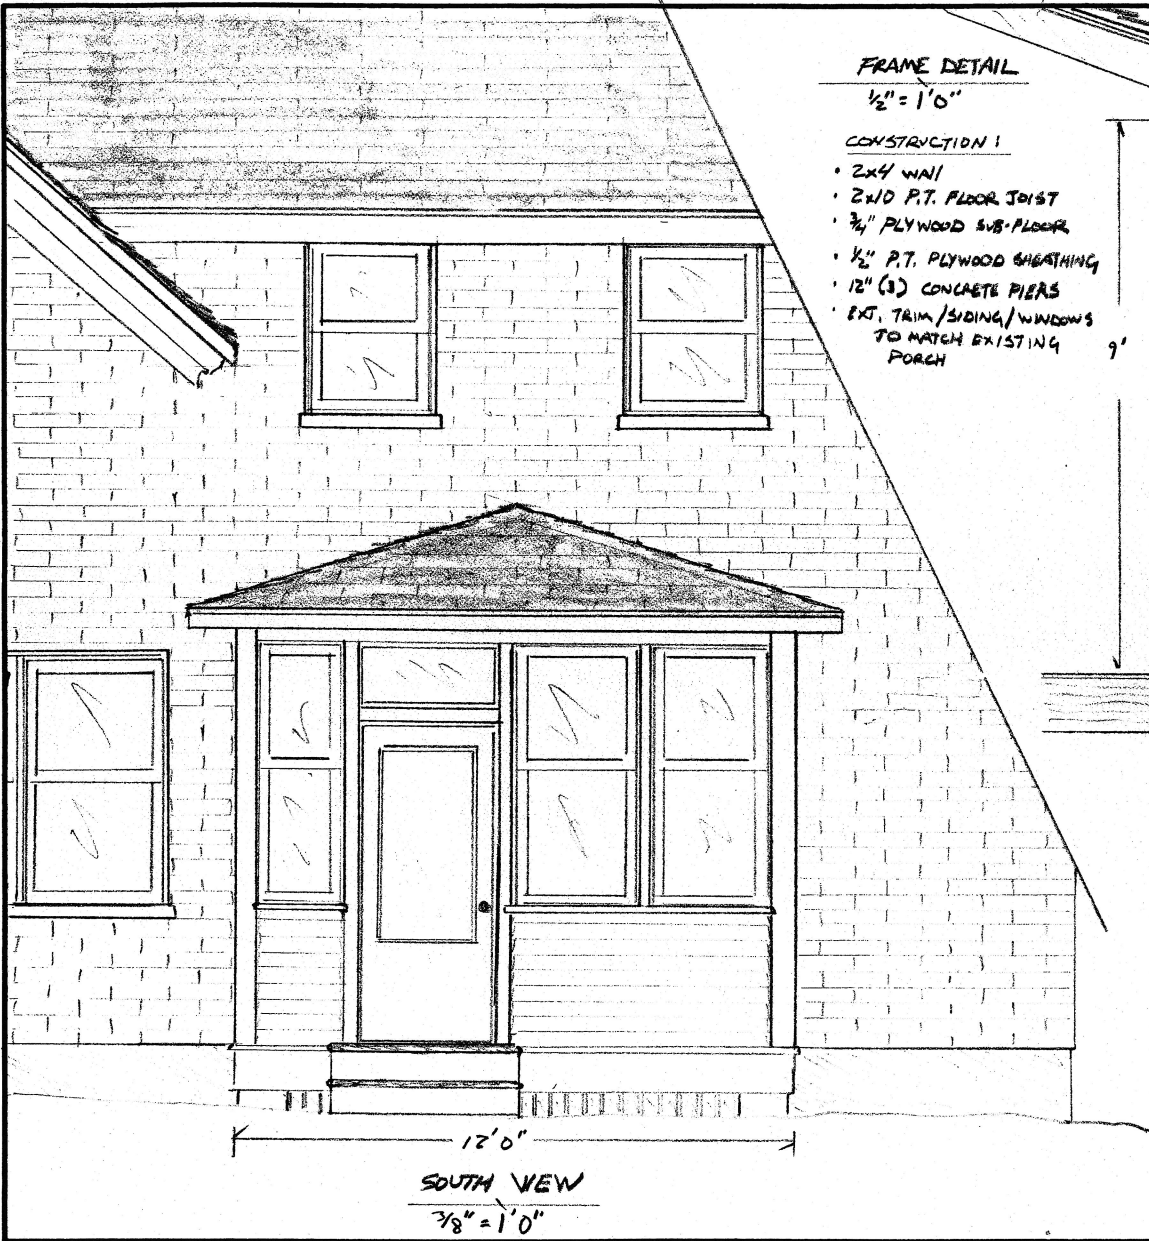 FRAME DETAIL
1/2" = 1'0"
CONSTRUCTION:
• 2x4 WALL
• 2x10 P.T. FLOOR JOIST
• 3/4" PLYWOOD SUB-FLOOR
• 1/2" P.T. PLYWOOD SHEATHING
• 12" (3) CONCRETE PIERS
• EXT. TRIM/SIDING/WINDOWS
TO MATCH EXISTING
PORCH
9'
12'0"
SOUTH VIEW
3/8" = 1'0"